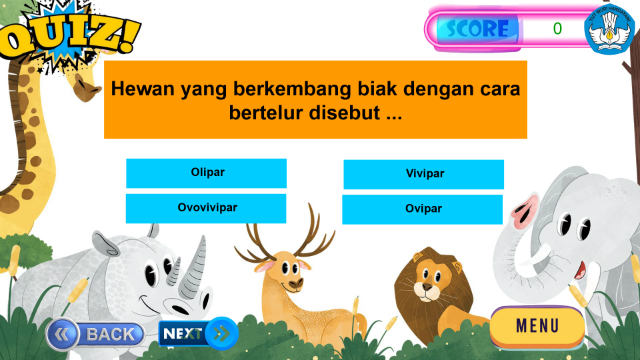 QUIZ!
SCORE 0
Hewan yang berkembang biak dengan cara
bertelur disebut ...
Olipar
Vivipar
Ovovivipar
Ovipar
BACK
NEXT
MENU